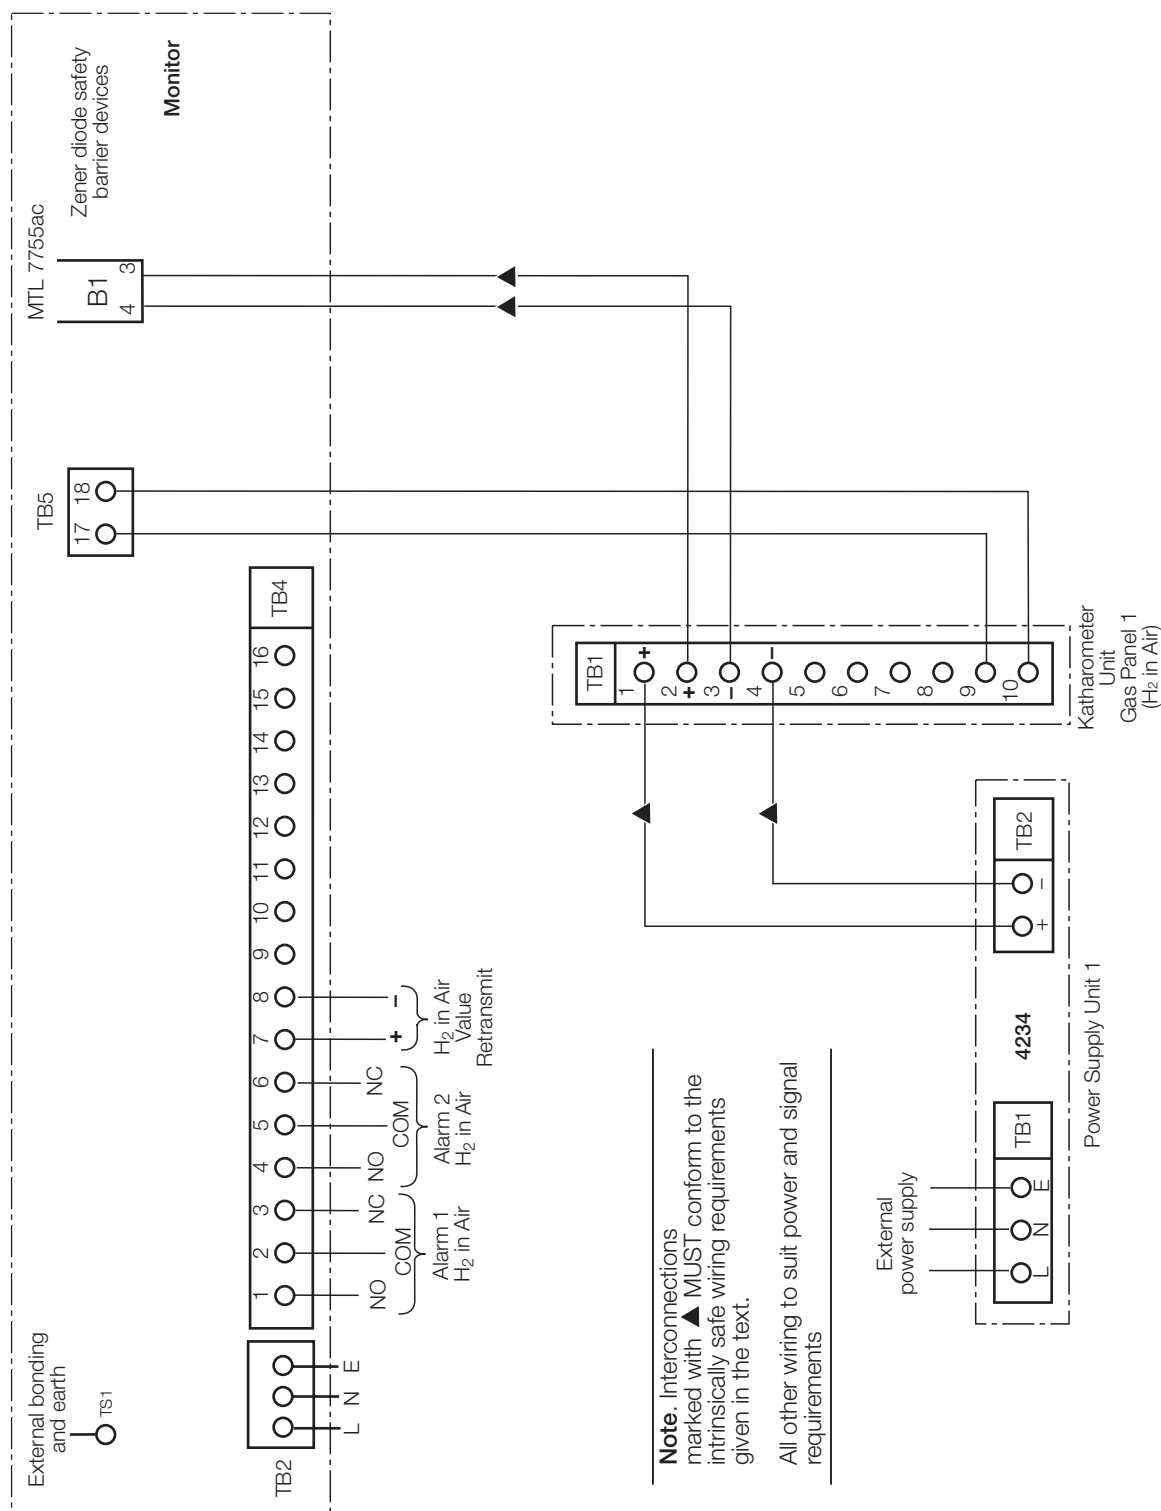 External bonding
and earth
TS1
TB5
17 18
MTL 7755ac
B1
4 3
Zener diode safety
barrier devices
Monitor
TB2
L N E
1 2 3 4 5 6 7 8 9 10 11 12 13 14 15 16 TB4
NO COM NC
Alarm 1
H2 in Air
NO COM NC
Alarm 2
H2 in Air
+ –
H2 in Air
Value
Retransmit
Note. Interconnections
marked with ▲ MUST conform to the
intrinsically safe wiring requirements
given in the text.
All other wiring to suit power and signal
requirements
TB1
1 +
2 +
3 –
4 –
5
6
7
8
9
10
Katharometer
Unit
Gas Panel 1
(H2 in Air)
External
power supply
L N E
TB1
4234
+ –
TB2
Power Supply Unit 1